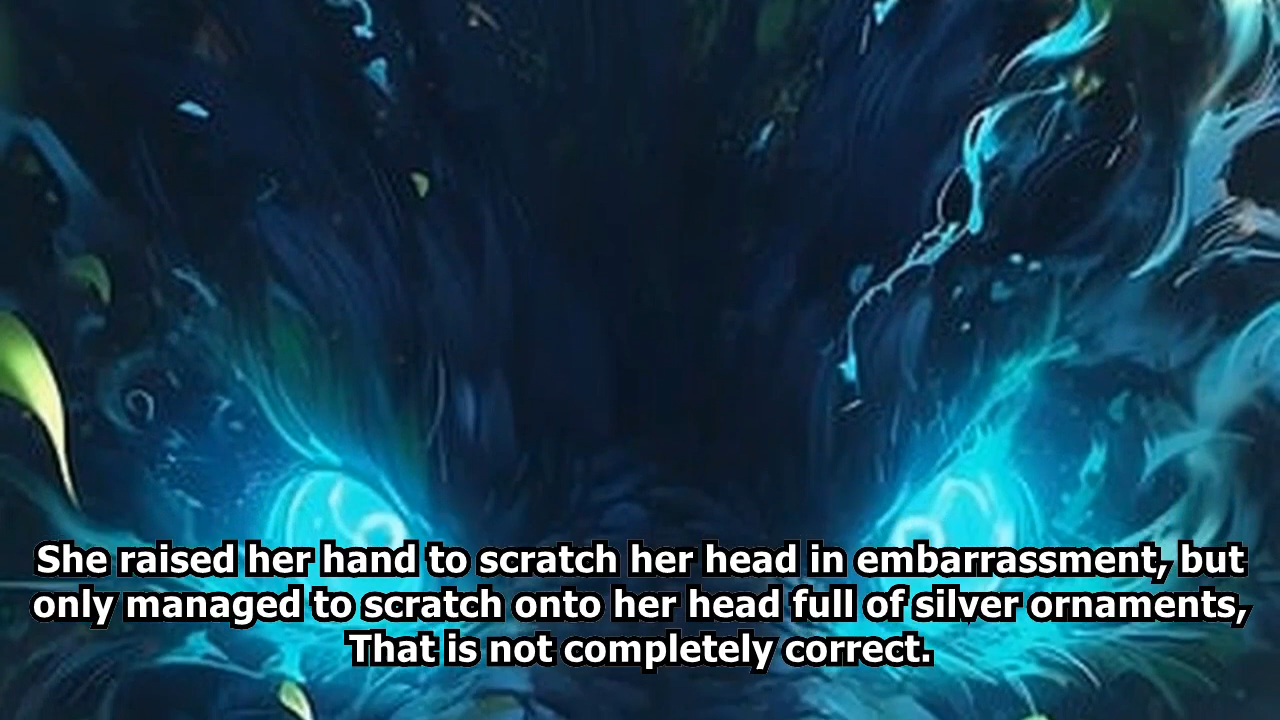 She raised her hand to scratch her head in embarrassment, but
only managed to scratch onto her head full of silver ornaments,
That is not completely correct.